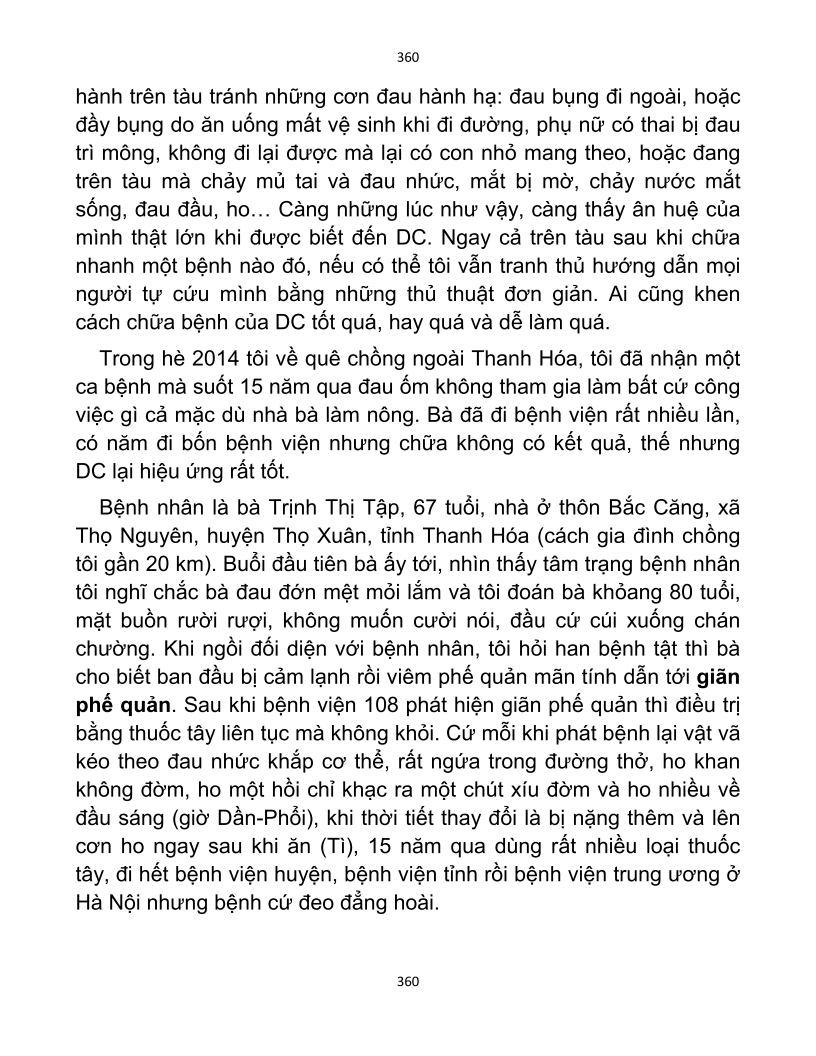 360
hành trên tàu tránh những cơn đau hành hạ: đau bụng đi ngoài, hoặc
đầy bụng do ăn uống mất vệ sinh khi đi đường, phụ nữ có thai bị đau
trì mông, không đi lại được mà lại có con nhỏ mang theo, hoặc đang
trên tàu mà chảy mủ tai và đau nhức, mắt bị mờ, chảy nước mắt
sống, đau đầu, ho… Càng những lúc như vậy, càng thấy ân huệ của
mình thật lớn khi được biết đến DC. Ngay cả trên tàu sau khi chữa
nhanh một bệnh nào đó, nếu có thể tôi vẫn tranh thủ hướng dẫn mọi
người tự cứu mình bằng những thủ thuật đơn giản. Ai cũng khen
cách chữa bệnh của DC tốt quá, hay quá và dễ làm quá.
Trong hè 2014 tôi về quê chồng ngoài Thanh Hóa, tôi đã nhận một
ca bệnh mà suốt 15 năm qua đau ốm không tham gia làm bất cứ công
việc gì cả mặc dù nhà bà làm nông. Bà đã đi bệnh viện rất nhiều lần,
có năm đi bốn bệnh viện nhưng chữa không có kết quả, thế nhưng
DC lại hiệu ứng rất tốt.
Bệnh nhân là bà Trịnh Thị Tập, 67 tuổi, nhà ở thôn Bắc Căng, xã
Thọ Nguyên, huyện Thọ Xuân, tỉnh Thanh Hóa (cách gia đình chồng
tôi gần 20 km). Buổi đầu tiên bà ấy tới, nhìn thấy tâm trạng bệnh nhân
tôi nghĩ chắc bà đau đớn mệt mỏi lắm và tôi đoán bà khỏang 80 tuổi,
mặt buồn rười rượi, không muốn cười nói, đầu cứ cúi xuống chán
chường. Khi ngồi đối diện với bệnh nhân, tôi hỏi han bệnh tật thì bà
cho biết ban đầu bị cảm lạnh rồi viêm phế quản mãn tính dẫn tới giãn
phế quản. Sau khi bệnh viện 108 phát hiện giãn phế quản thì điều trị
bằng thuốc tây liên tục mà không khỏi. Cứ mỗi khi phát bệnh lại vật vã
kéo theo đau nhức khắp cơ thể, rất ngứa trong đường thở, ho khan
không đờm, ho một hồi chỉ khạc ra một chút xíu đờm và ho nhiều về
đầu sáng (giờ Dần-Phổi), khi thời tiết thay đổi là bị nặng thêm và lên
cơn ho ngay sau khi ăn (Tì), 15 năm qua dùng rất nhiều loại thuốc
tây, đi hết bệnh viện huyện, bệnh viện tỉnh rồi bệnh viện trung ương ở
Hà Nội nhưng bệnh cứ đeo đẳng hoài.
360